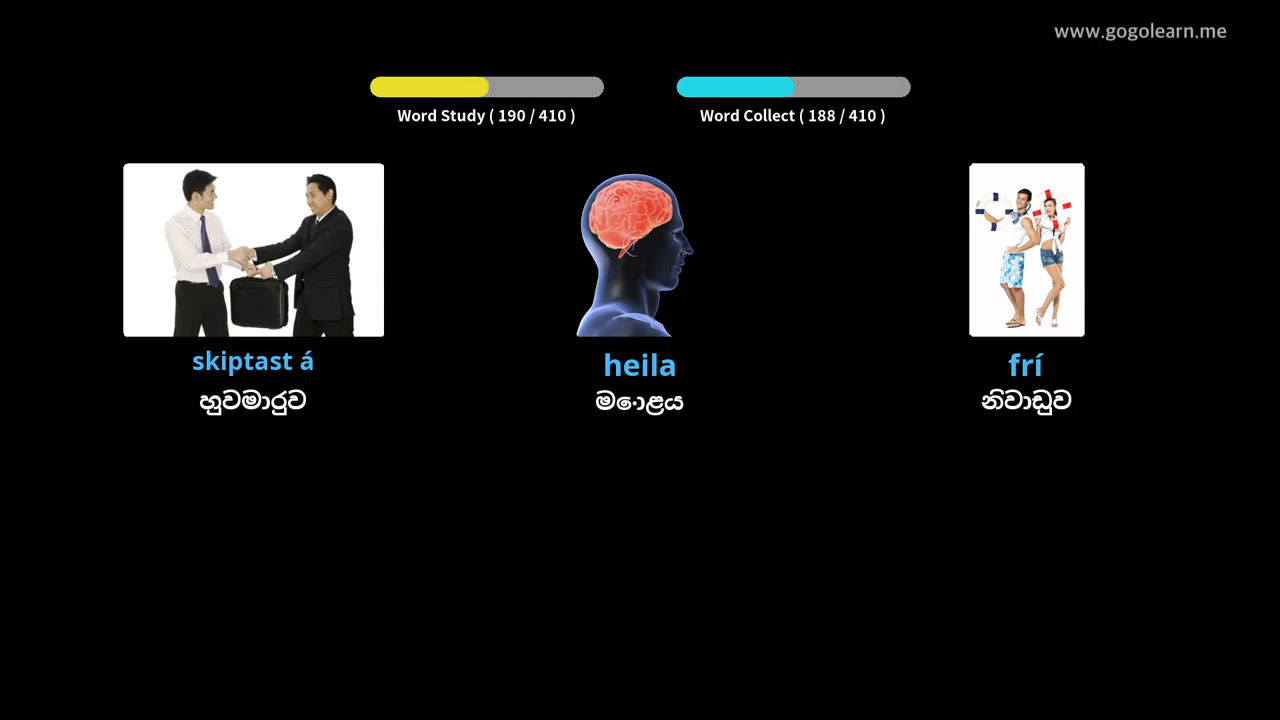 www.gogolearn.me
Word Study ( 190 / 410 )
Word Collect ( 188 / 410 )
skiptast á
heila
frí
හුවමාරුව
මොළය
නිවාඩුව